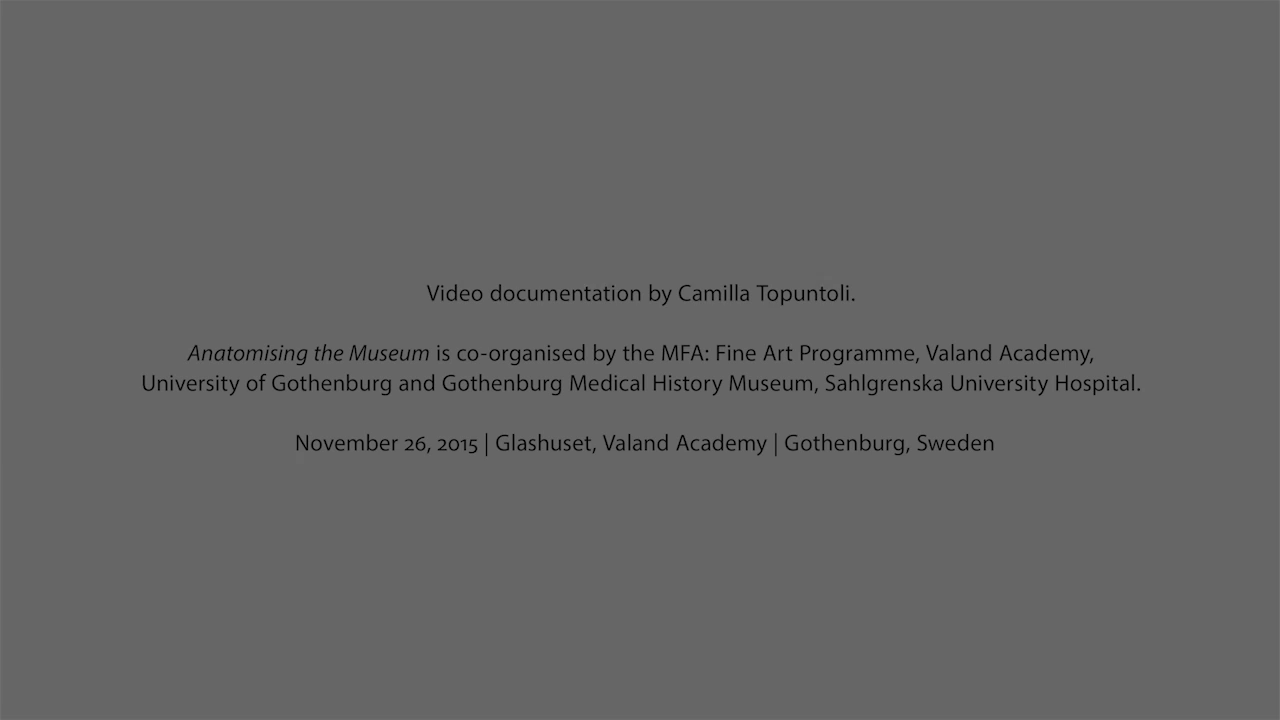 Video documentation by Camilla Topuntoli.
Anatomising the Museum is co-organised by the MFA: Fine Art Programme, Valand Academy,
University of Gothenburg and Gothenburg Medical History Museum, Sahlgrenska University Hospital.
November 26, 2015 | Glashuset, Valand Academy | Gothenburg, Sweden